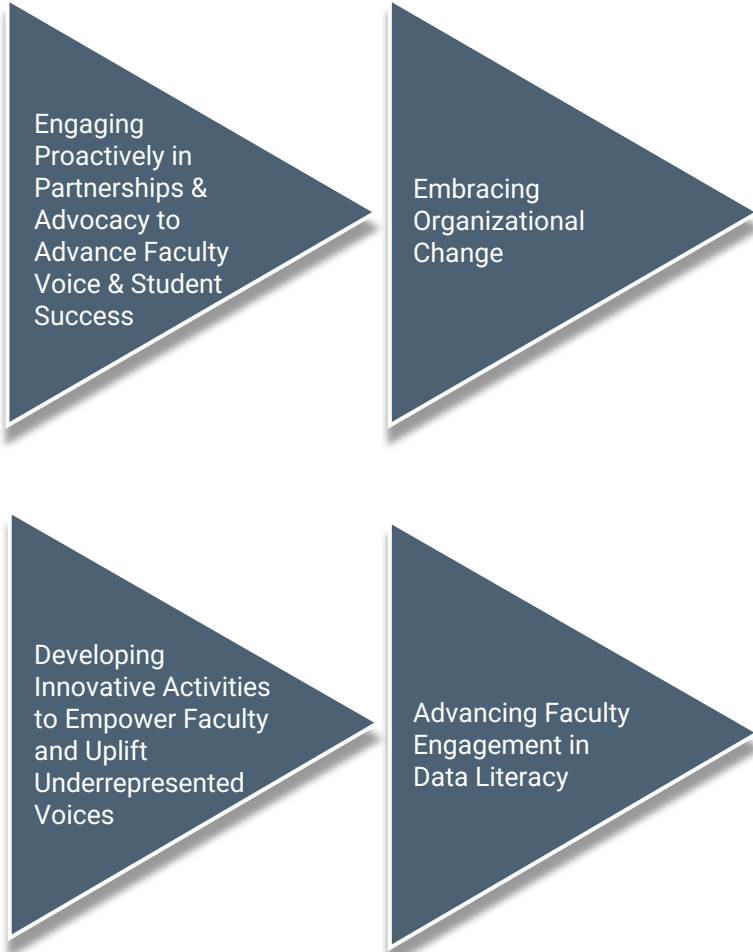 Engaging
Proactively in
Partnerships &
Advocacy to
Advance Faculty
Voice & Student
Success
Embracing
Organizational
Change
Developing
Innovative Activities
to Empower Faculty
and Uplift
Underrepresented
Voices
Advancing Faculty
Engagement in
Data Literacy